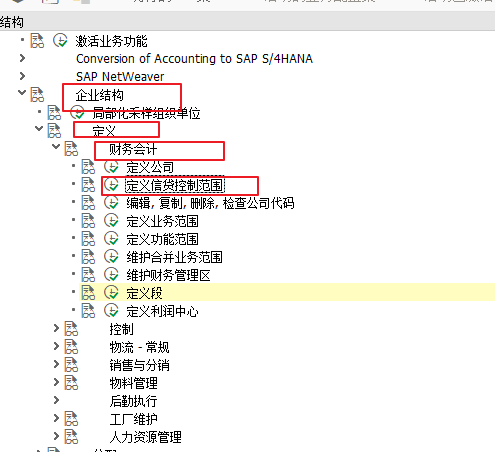 结构
激活业务功能
Conversion of Accounting to SAP S/4HANA
SAP NetWeaver
企业结构
局部化采样组织单位
定义
财务会计
定义公司
定义信贷控制范围
编辑, 复制, 删除, 检查公司代码
定义业务范围
定义功能范围
维护合并业务范围
维护财务管理区
定义段
定义利润中心
控制
物流 - 常规
销售与分销
物料管理
后勤执行
工厂维护
人力资源管理